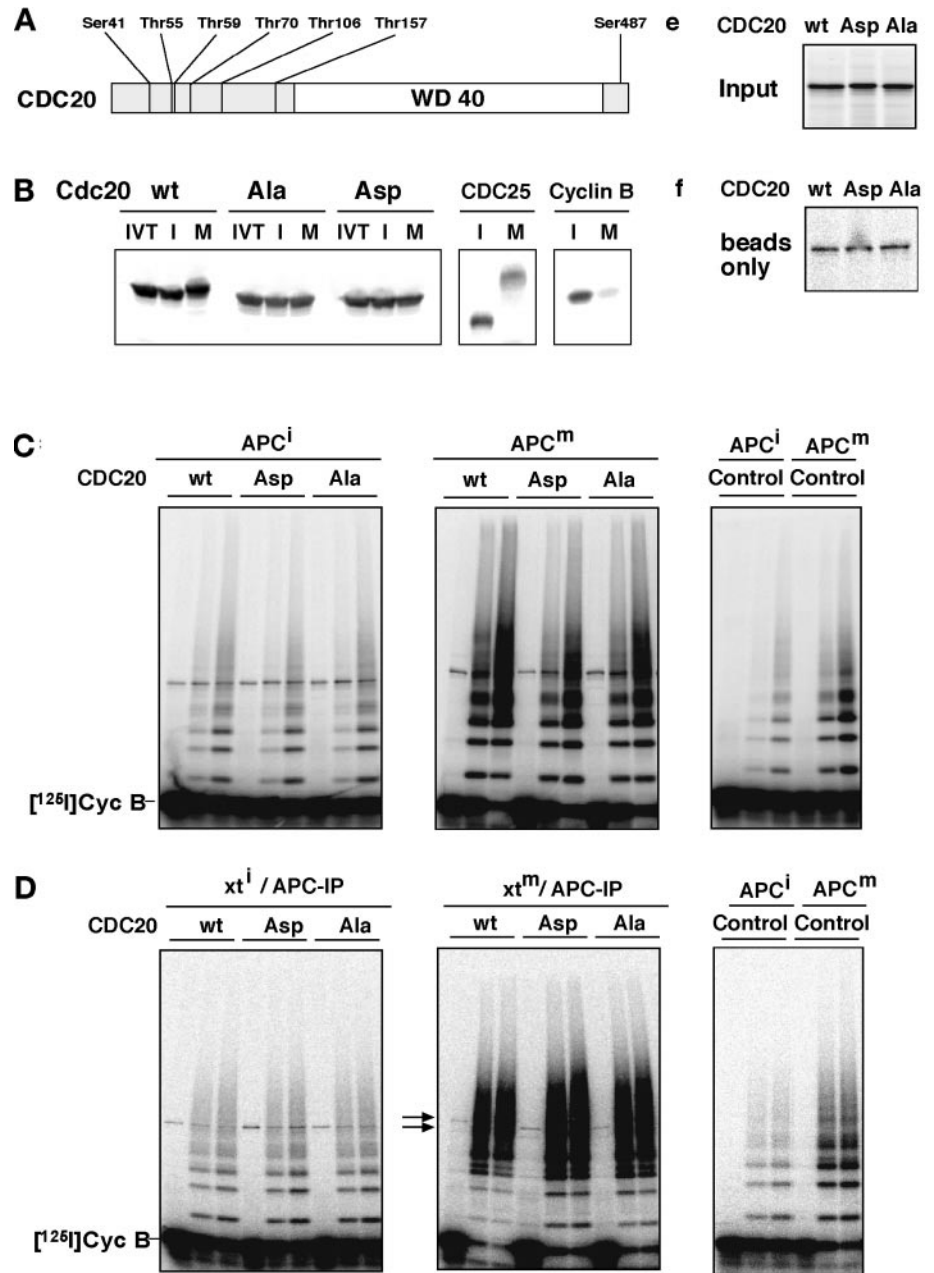 A
Ser41 Thr55 Thr59 Thr70 Thr106 Thr157 Ser487
CDC20
WD 40
e
CDC20 wt Asp Ala
Input
B
Cdc20 wt Ala Asp CDC25 Cyclin B
IVT I M IVT I M IVT I M I M I M
f
CDC20 wt Asp Ala
beads
only
C:
APCⁱ APCᵐ APCⁱ APCᵐ
CDC20 wt Asp Ala wt Asp Ala Control Control
[¹²⁵I]Cyc B
D
xtⁱ / APC-IP xtᵐ/ APC-IP APCⁱ APCᵐ
CDC20 wt Asp Ala wt Asp Ala Control Control
[¹²⁵I]Cyc B